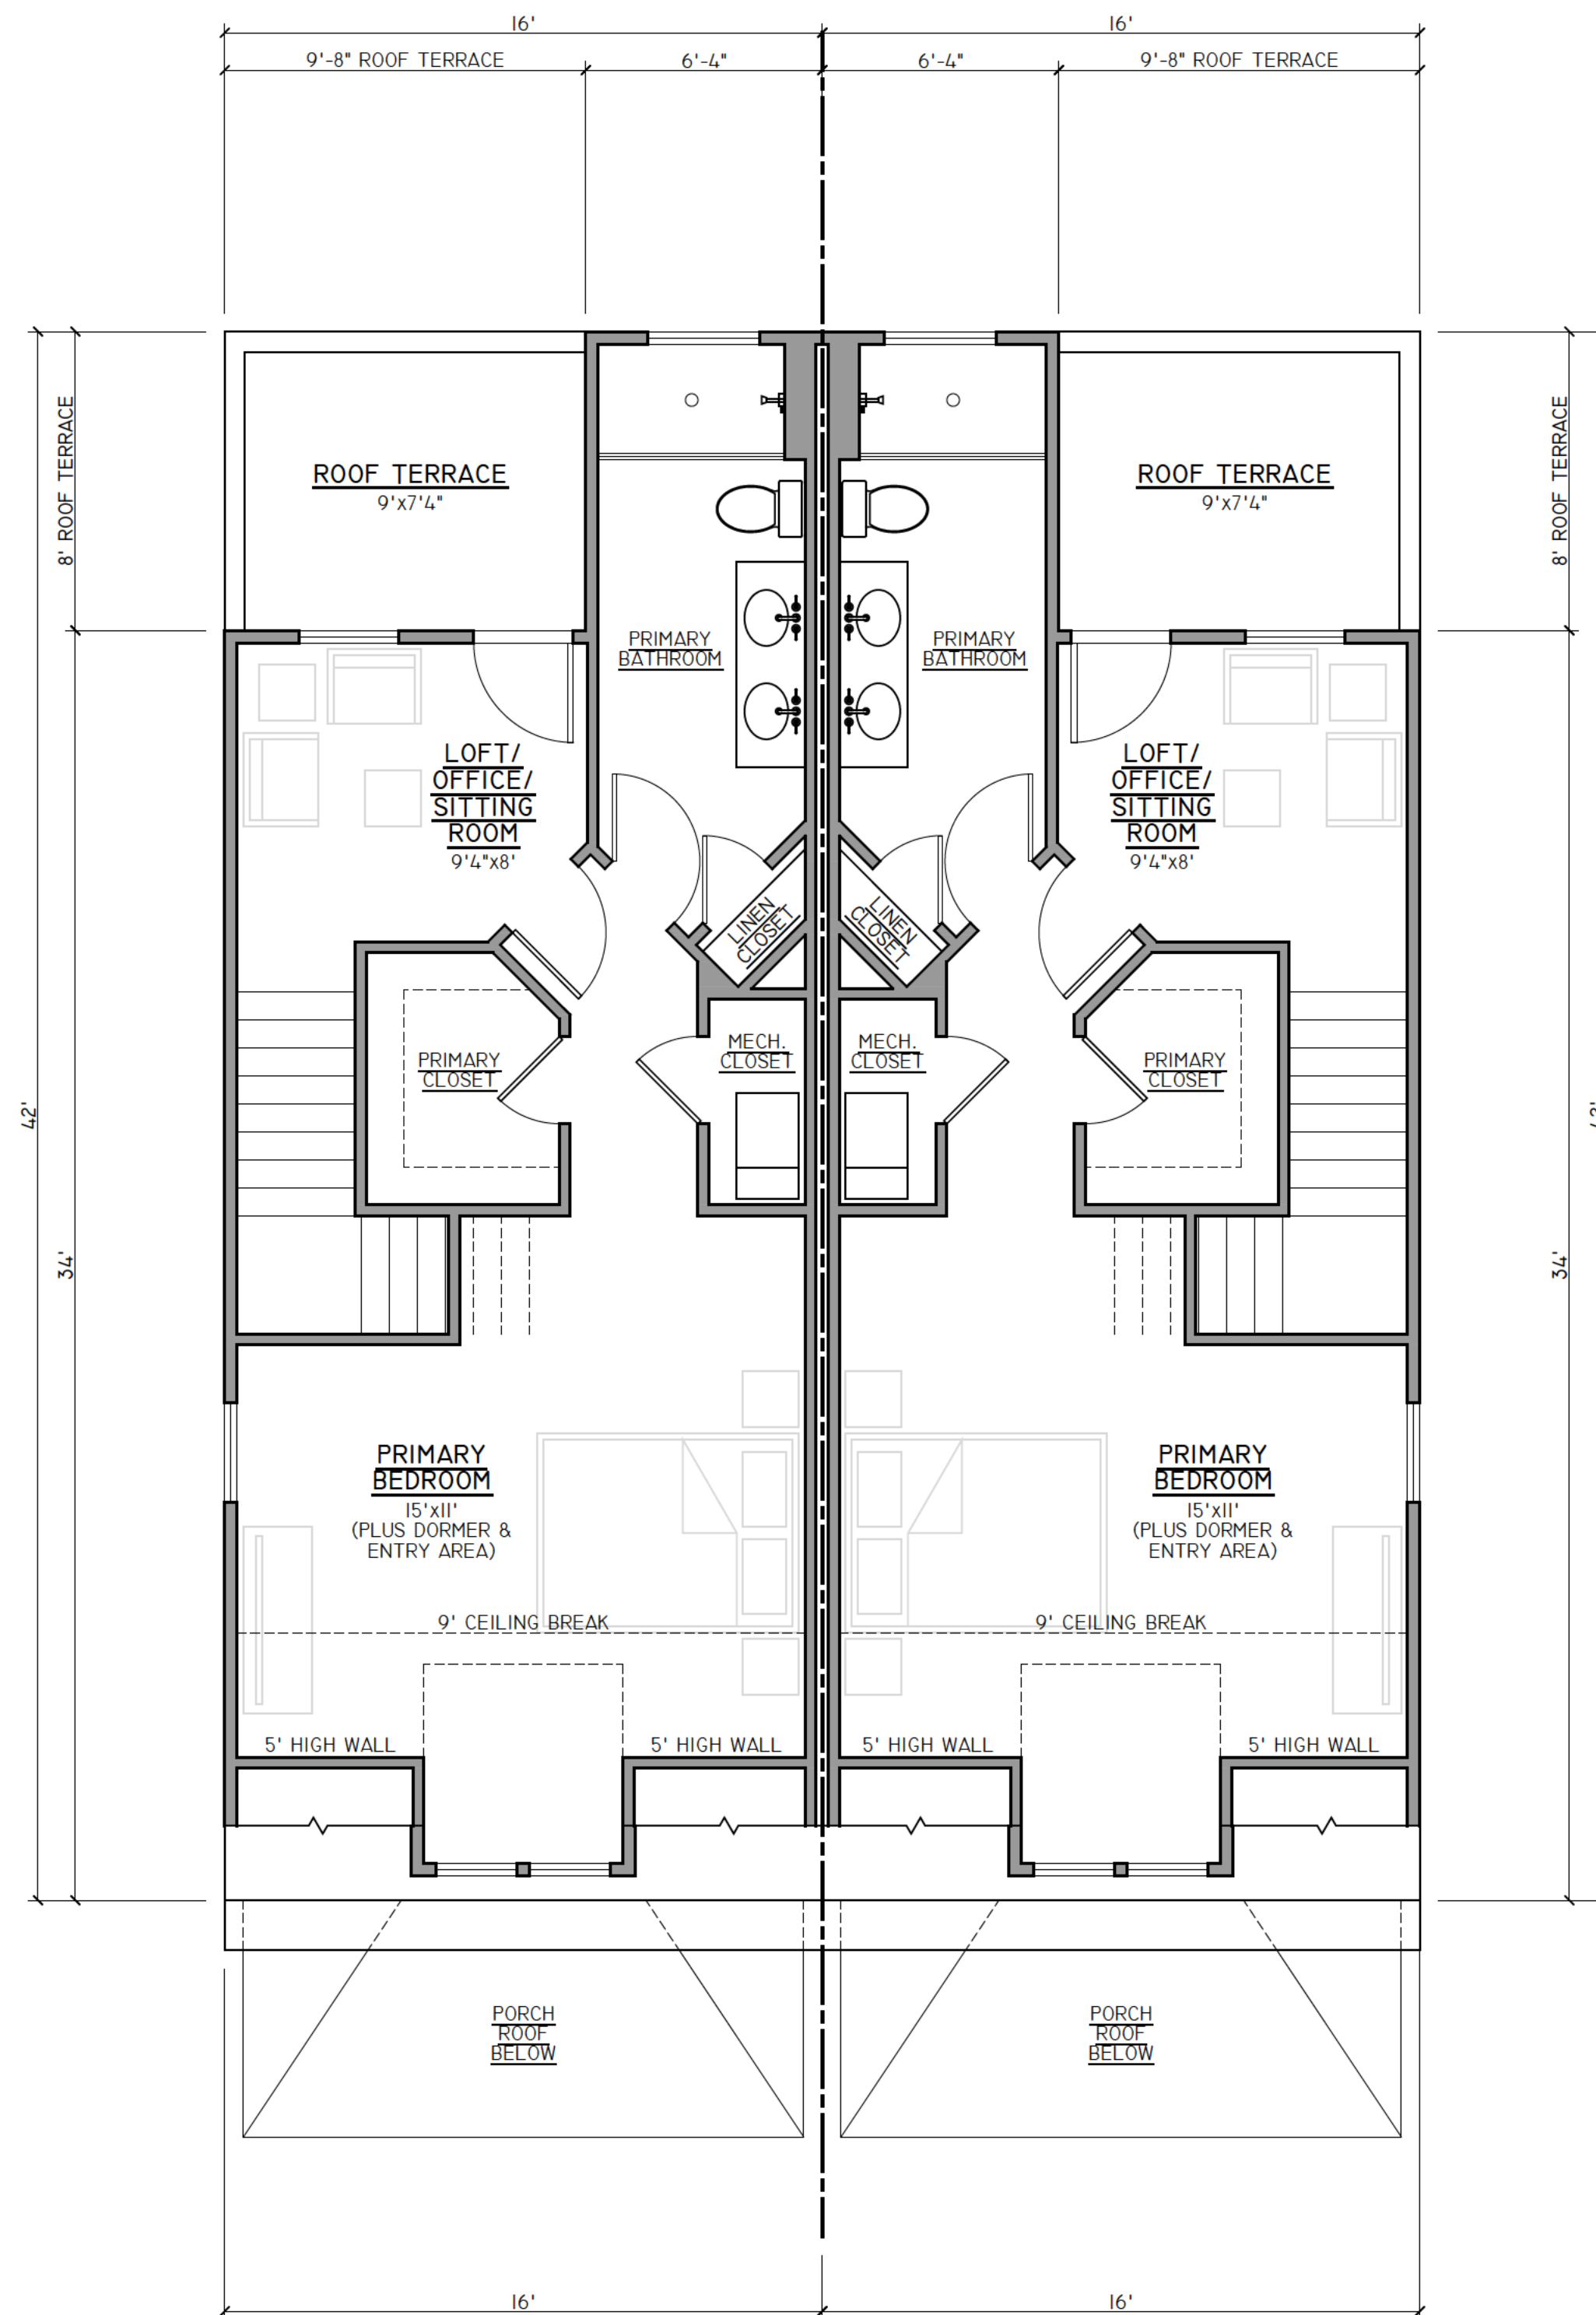 16'
16'
9'-8" ROOF TERRACE
6'-4"
6'-4"
9'-8" ROOF TERRACE
8' ROOF TERRACE
8' ROOF TERRACE
ROOF TERRACE
9'x7'4"
ROOF TERRACE
9'x7'4"
PRIMARY
BATHROOM
PRIMARY
BATHROOM
LOFT/
OFFICE/
SITTING
ROOM
9'4"x8'
LOFT/
OFFICE/
SITTING
ROOM
9'4"x8'
LINEN
CLOSET
LINEN
CLOSET
PRIMARY
CLOSET
MECH.
CLOSET
MECH.
CLOSET
PRIMARY
CLOSET
42'
34'
34'
PRIMARY
BEDROOM
15'x11'
(PLUS DORMER &
ENTRY AREA)
PRIMARY
BEDROOM
15'x11'
(PLUS DORMER &
ENTRY AREA)
9' CEILING BREAK
9' CEILING BREAK
5' HIGH WALL
5' HIGH WALL
5' HIGH WALL
5' HIGH WALL
PORCH
ROOF
BELOW
PORCH
ROOF
BELOW
16'
16'